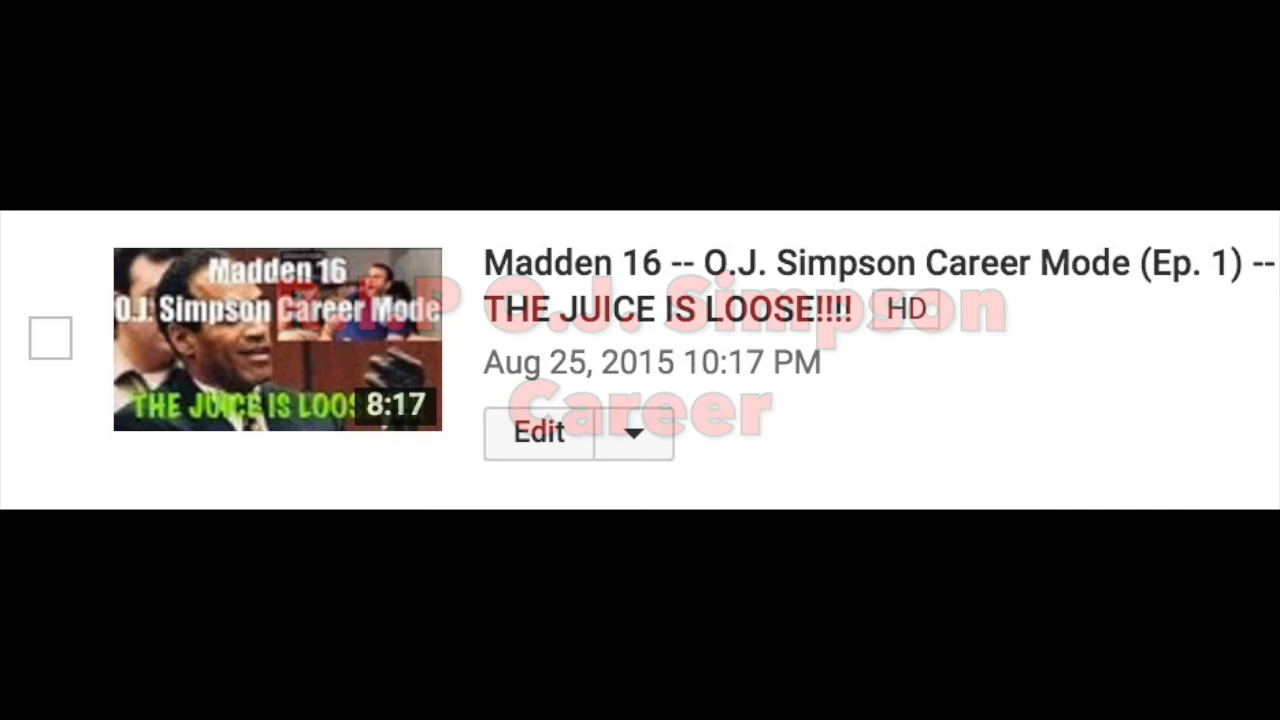 Madden 16
O.J. Simpson Career Mode
THE JUICE IS LOOS
8:17
Madden 16 -- O.J. Simpson Career Mode (Ep. 1) --
THE JUICE IS LOOSE!!!! HD
Aug 25, 2015 10:17 PM
Edit
R.I.P O.J. Simpson
Career